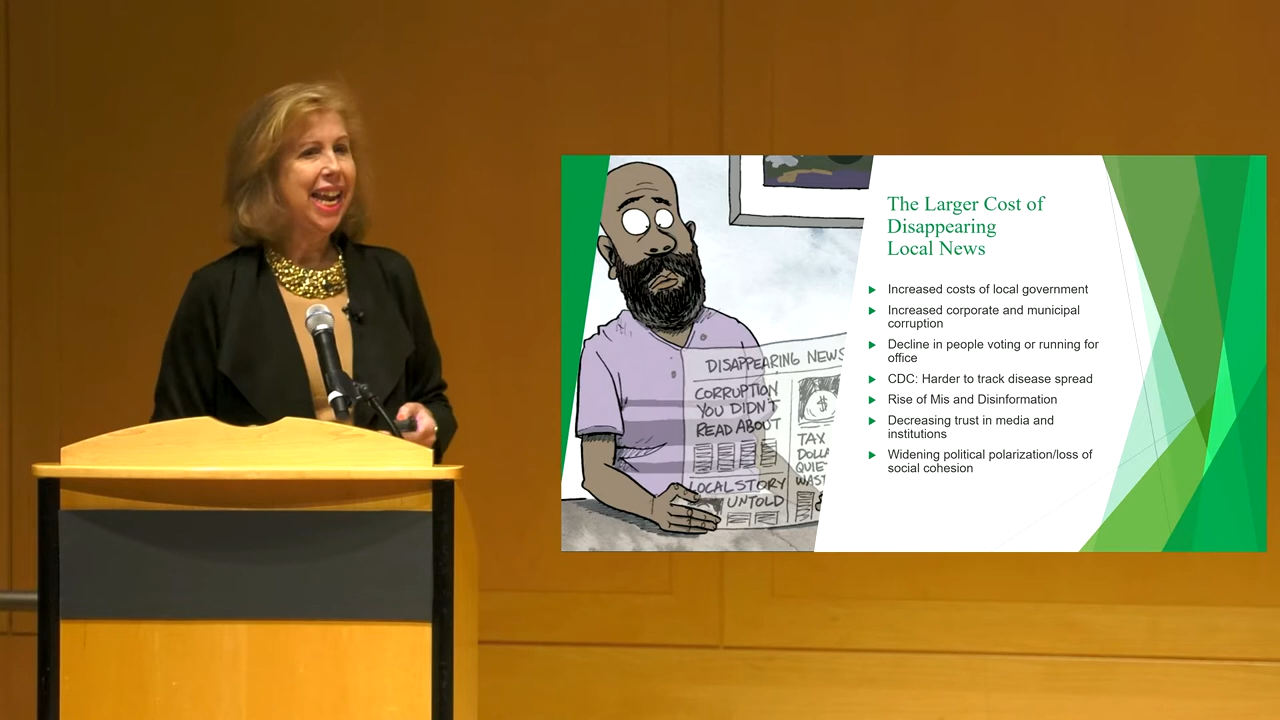 The Larger Cost of
Disappearing
Local News
Increased costs of local government
Increased corporate and municipal
corruption
Decline in people voting or running for
office
CDC: Harder to track disease spread
Rise of Mis and Disinformation
Decreasing trust in media and
institutions
Widening political polarization/loss of
social cohesion
DISAPPEARING NEWS
CORRUPTION
YOU DIDN'T
READ ABOUT
LOCAL STORY
UNTOLD
TAX
DOLLA
QUIE
WAST